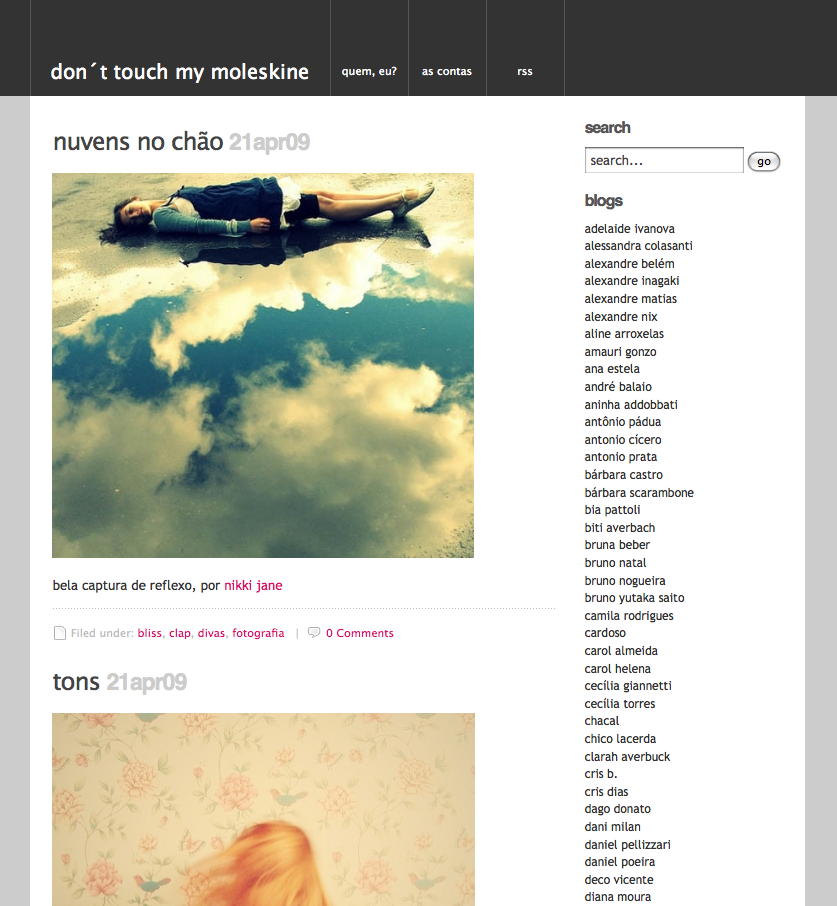 don´t touch my moleskine
quem, eu?
as contas
rss
nuvens no chão 21apr09
bela captura de reflexo, por nikki jane
Filed under: bliss, clap, divas, fotografia | 0 Comments
tons 21apr09
search
search...
go
blogs
adelaide ivanova
alessandra colasanti
alexandre belém
alexandre inagaki
alexandre matias
alexandre nix
aline arroxelas
amauri gonzo
ana estela
andré balaio
aninha addobbati
antônio pádua
antonio cícero
antonio prata
bárbara castro
bárbara scarambone
bia pattoli
biti averbach
bruna beber
bruno natal
bruno nogueira
bruno yutaka saito
camila rodrigues
cardoso
carol almeida
carol helena
cecília giannetti
cecília torres
chacal
chico lacerda
clarah averbuck
cris b.
cris dias
dago donato
dani milan
daniel pellizzari
daniel poeira
deco vicente
diana moura